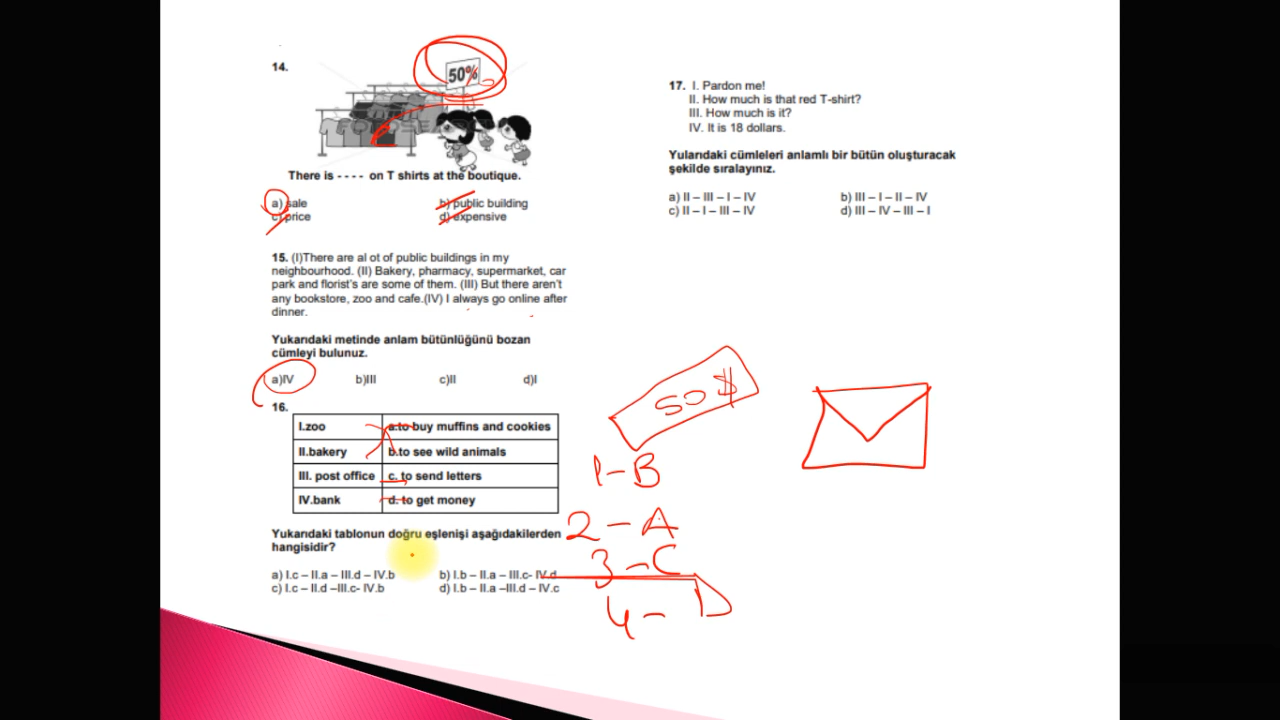 14.
50%
There is - - - - on T shirts at the boutique.
a) sale
b) public building
c) price
d) expensive
15. (I)There are al ot of public buildings in my
neighbourhood. (II) Bakery, pharmacy, supermarket, car
park and florist's are some of them. (III) But there aren't
any bookstore, zoo and cafe.(IV) I always go online after
dinner.
Yukarıdaki metinde anlam bütünlüğünü bozan
cümleyi bulunuz.
a)IV b)III c)II d)I
16.
I.zoo a.to buy muffins and cookies
II.bakery b.to see wild animals
III. post office c. to send letters
IV.bank d. to get money
Yukarıdaki tablonun doğru eşlenişi aşağıdakilerden
hangisidir?
a) I.c – II.a – III.d – IV.b b) I.b – II.a – III.c- IV.d
c) I.c – II.d –III.c- IV.b d) I.b – II.a –III.d – IV.c
17. I. Pardon me!
II. How much is that red T-shirt?
III. How much is it?
IV. It is 18 dollars.
Yularıdaki cümleleri anlamlı bir bütün oluşturacak
şekilde sıralayınız.
a) II – III – I – IV b) III – I – II – IV
c) II – I – III – IV d) III – IV – III – I
50 $
1 – B
2 – A
3 – C
4 – D